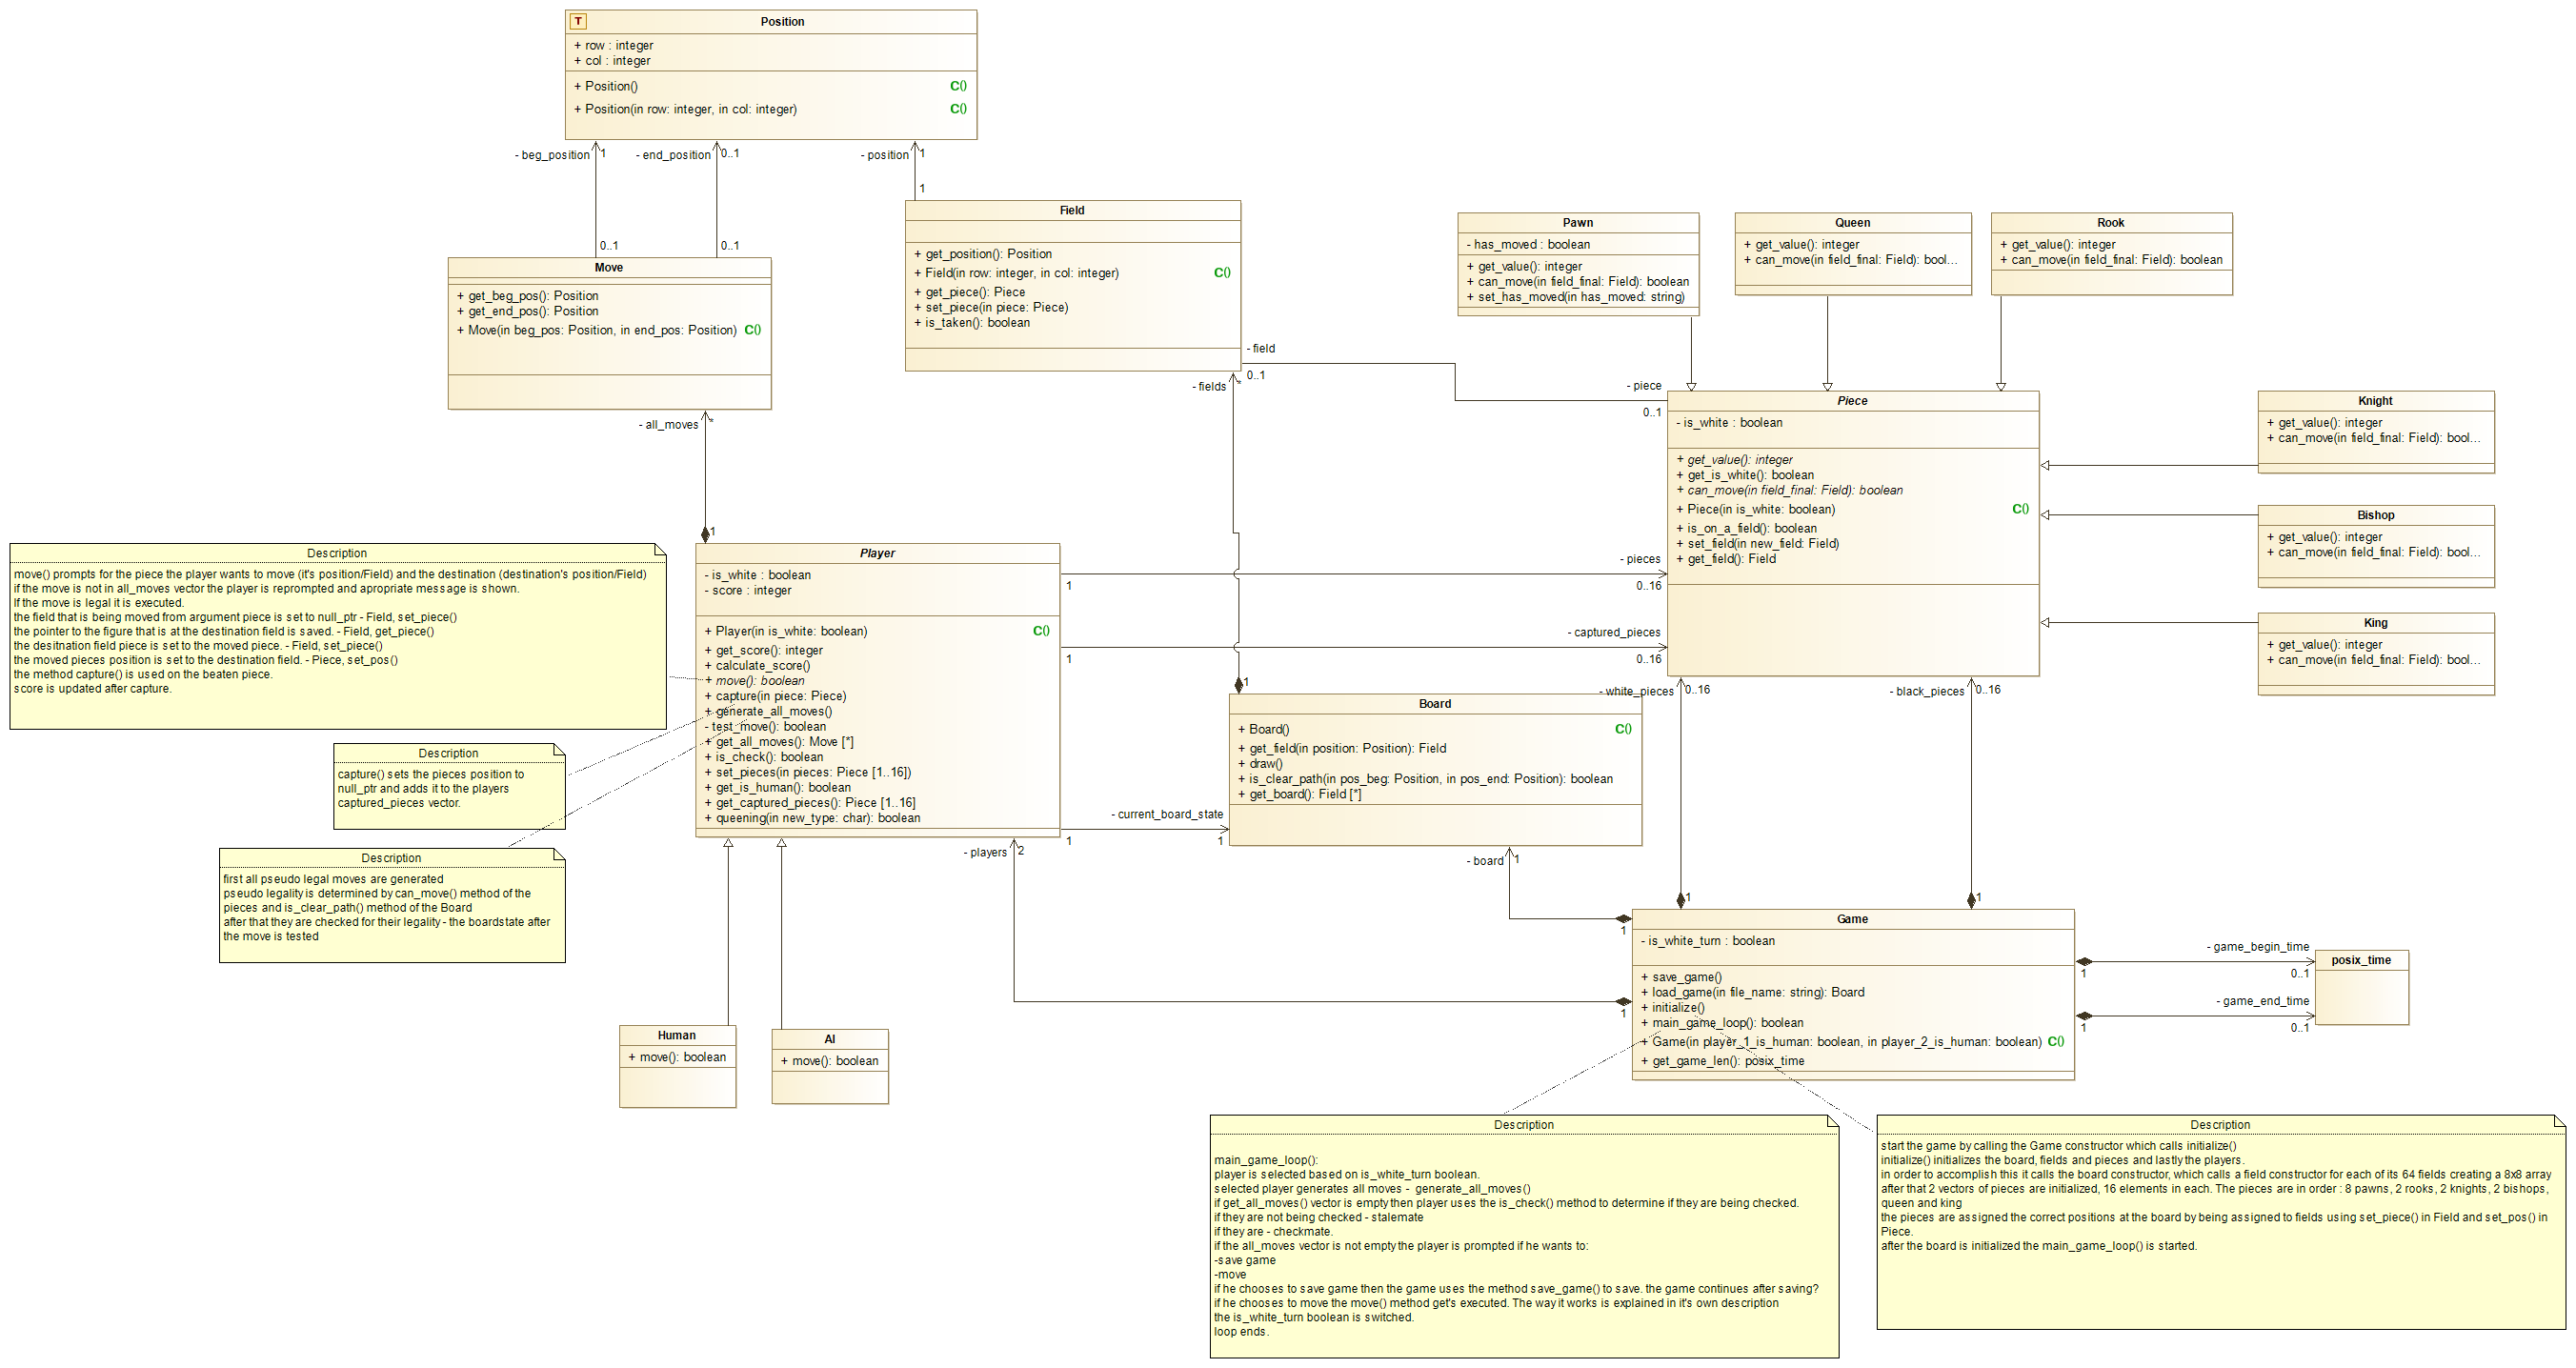 T
Position
+ row : integer
+ col : integer
+ Position() C()
+ Position(in row: integer, in col: integer) C()
- beg_position 1
- end_position 0..1
- position 1
0..1
0..1
1
Move
+ get_beg_pos(): Position
+ get_end_pos(): Position
+ Move(in beg_pos: Position, in end_pos: Position) C()
Field
+ get_position(): Position
+ Field(in row: integer, in col: integer) C()
+ get_piece(): Piece
+ set_piece(in piece: Piece)
+ is_taken(): boolean
- field
0..1
- fields *
Pawn
- has_moved : boolean
+ get_value(): integer
+ can_move(in field_final: Field): boolean
+ set_has_moved(in has_moved: string)
Queen
+ get_value(): integer
+ can_move(in field_final: Field): bool...
Rook
+ get_value(): integer
+ can_move(in field_final: Field): boolean
- piece
0..1
Piece
- is_white : boolean
+ get_value(): integer
+ get_is_white(): boolean
+ can_move(in field_final: Field): boolean
+ Piece(in is_white: boolean) C()
+ is_on_a_field(): boolean
+ set_field(in new_field: Field)
+ get_field(): Field
Knight
+ get_value(): integer
+ can_move(in field_final: Field): bool...
Bishop
+ get_value(): integer
+ can_move(in field_final: Field): bool...
King
+ get_value(): integer
+ can_move(in field_final: Field): bool...
- all_moves *
1
Player
- is_white : boolean
- score : integer
+ Player(in is_white: boolean) C()
+ get_score(): integer
+ calculate_score()
+ move(): boolean
+ capture(in piece: Piece)
+ generate_all_moves()
- test_move(): boolean
+ get_all_moves(): Move [*]
+ is_check(): boolean
+ set_pieces(in pieces: Piece [1..16])
+ get_is_human(): boolean
+ get_captured_pieces(): Piece [1..16]
+ queening(in new_type: char): boolean
- pieces
1 0..16
- captured_pieces
1 0..16
- current_board_state
1 1
Description
move() prompts for the piece the player wants to move (it's position/Field) and the destination (destination's position/Field)
if the move is not in all_moves vector the player is reprompted and apropriate message is shown.
If the move is legal it is executed.
the field that is being moved from argument piece is set to null_ptr - Field, set_piece()
the pointer to the figure that is at the destination field is saved. - Field, get_piece()
the desitnation field piece is set to the moved piece. - Field, set_piece()
the moved pieces position is set to the destination field. - Piece, set_pos()
the method capture() is used on the beaten piece.
score is updated after capture.
Description
capture() sets the pieces position to
null_ptr and adds it to the players
captured_pieces vector.
Description
first all pseudo legal moves are generated
pseudo legality is determined by can_move() method of the
pieces and is_clear_path() method of the Board
after that they are checked for their legality - the boardstate after
the move is tested
1
Board
+ Board() C()
+ get_field(in position: Position): Field
+ draw()
+ is_clear_path(in pos_beg: Position, in pos_end: Position): boolean
+ get_board(): Field [*]
- white_pieces 0..16
- black_pieces 0..16
- players 2
- board 1
Human
+ move(): boolean
AI
+ move(): boolean
1
1
1
1
Game
- is_white_turn : boolean
+ save_game()
+ load_game(in file_name: string): Board
+ initialize()
+ main_game_loop(): boolean
+ Game(in player_1_is_human: boolean, in player_2_is_human: boolean) C()
+ get_game_len(): posix_time
- game_begin_time
1 0..1
- game_end_time
1 0..1
posix_time
Description
main_game_loop():
player is selected based on is_white_turn boolean.
selected player generates all moves - generate_all_moves()
if get_all_moves() vector is empty then player uses the is_check() method to determine if they are being checked.
if they are not being checked - stalemate
if they are - checkmate.
if the all_moves vector is not empty the player is prompted if he wants to:
-save game
-move
if he chooses to save game then the game uses the method save_game() to save. the game continues after saving?
if he chooses to move the move() method get's executed. The way it works is explained in it's own description
the is_white_turn boolean is switched.
loop ends.
Description
start the game by calling the Game constructor which calls initialize()
initialize() initializes the board, fields and pieces and lastly the players.
in order to accomplish this it calls the board constructor, which calls a field constructor for each of its 64 fields creating a 8x8 array
after that 2 vectors of pieces are initialized, 16 elements in each. The pieces are in order : 8 pawns, 2 rooks, 2 knights, 2 bishops,
queen and king
the pieces are assigned the correct positions at the board by being assigned to fields using set_piece() in Field and set_pos() in
Piece.
after the board is initialized the main_game_loop() is started.